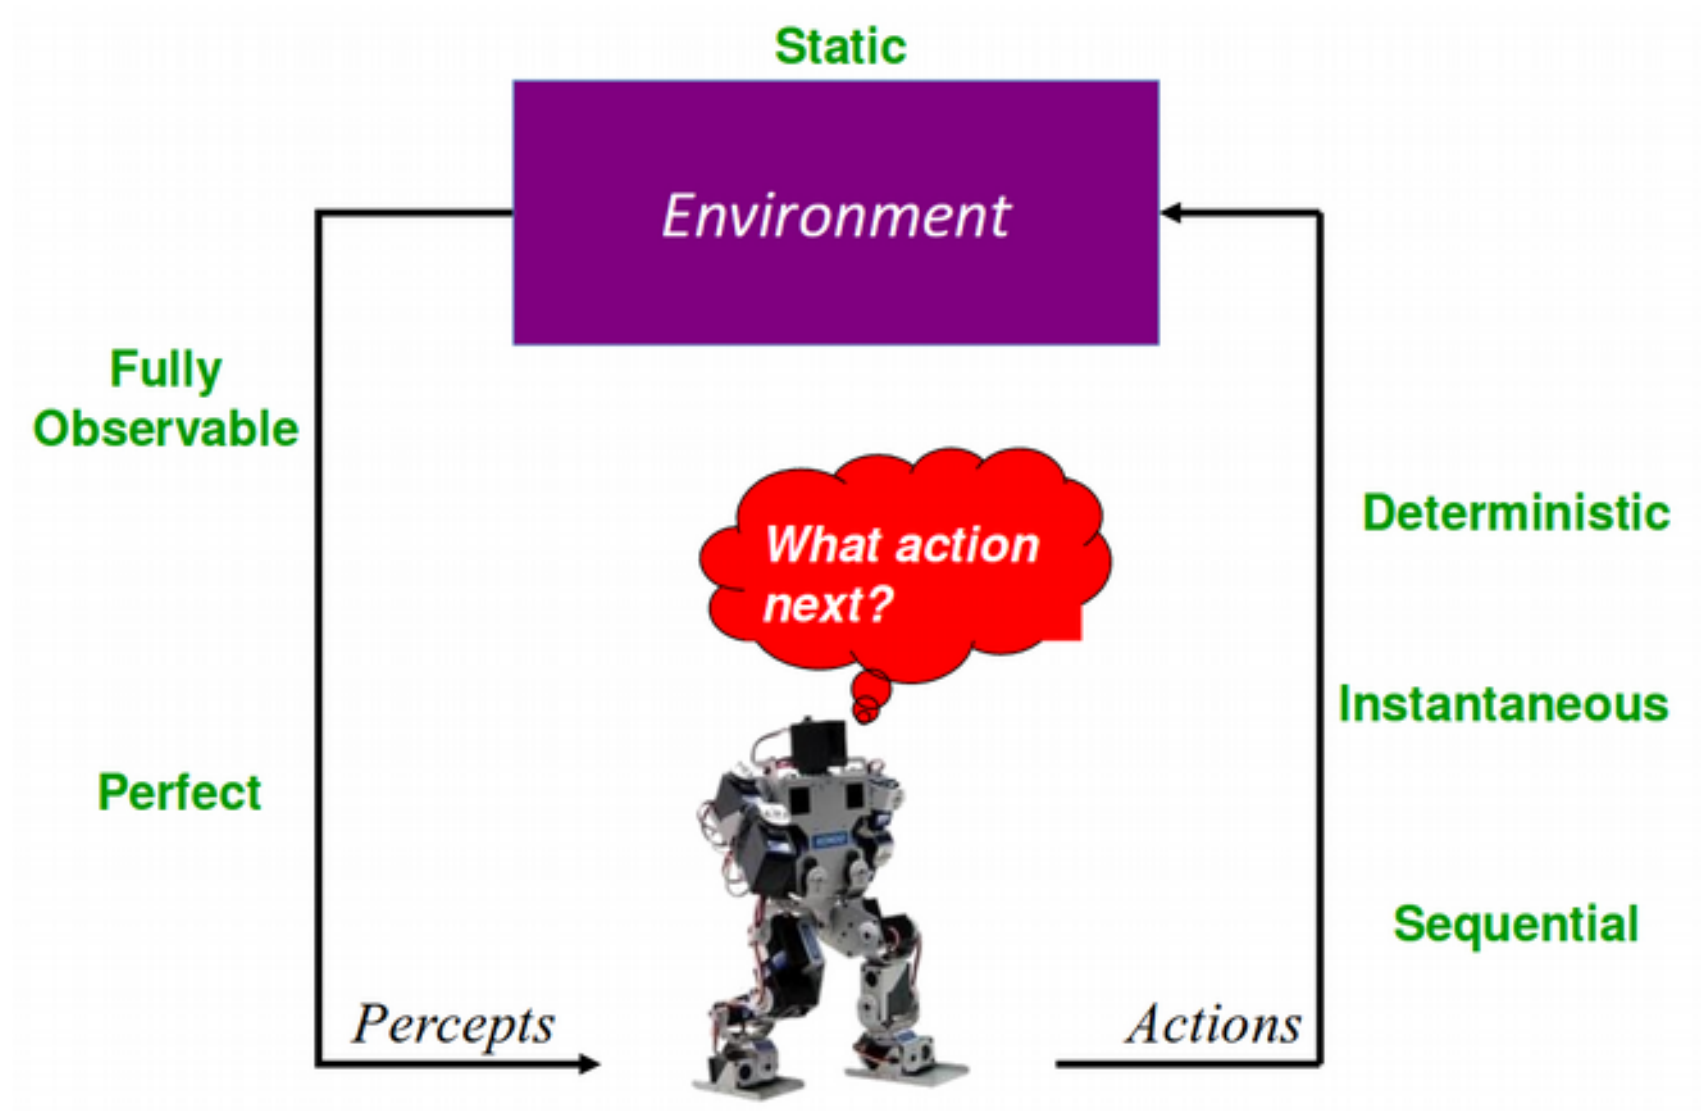 Static
Environment
Fully
Observable
What action
next?
Deterministic
Instantaneous
Perfect
Sequential
Percepts
Actions